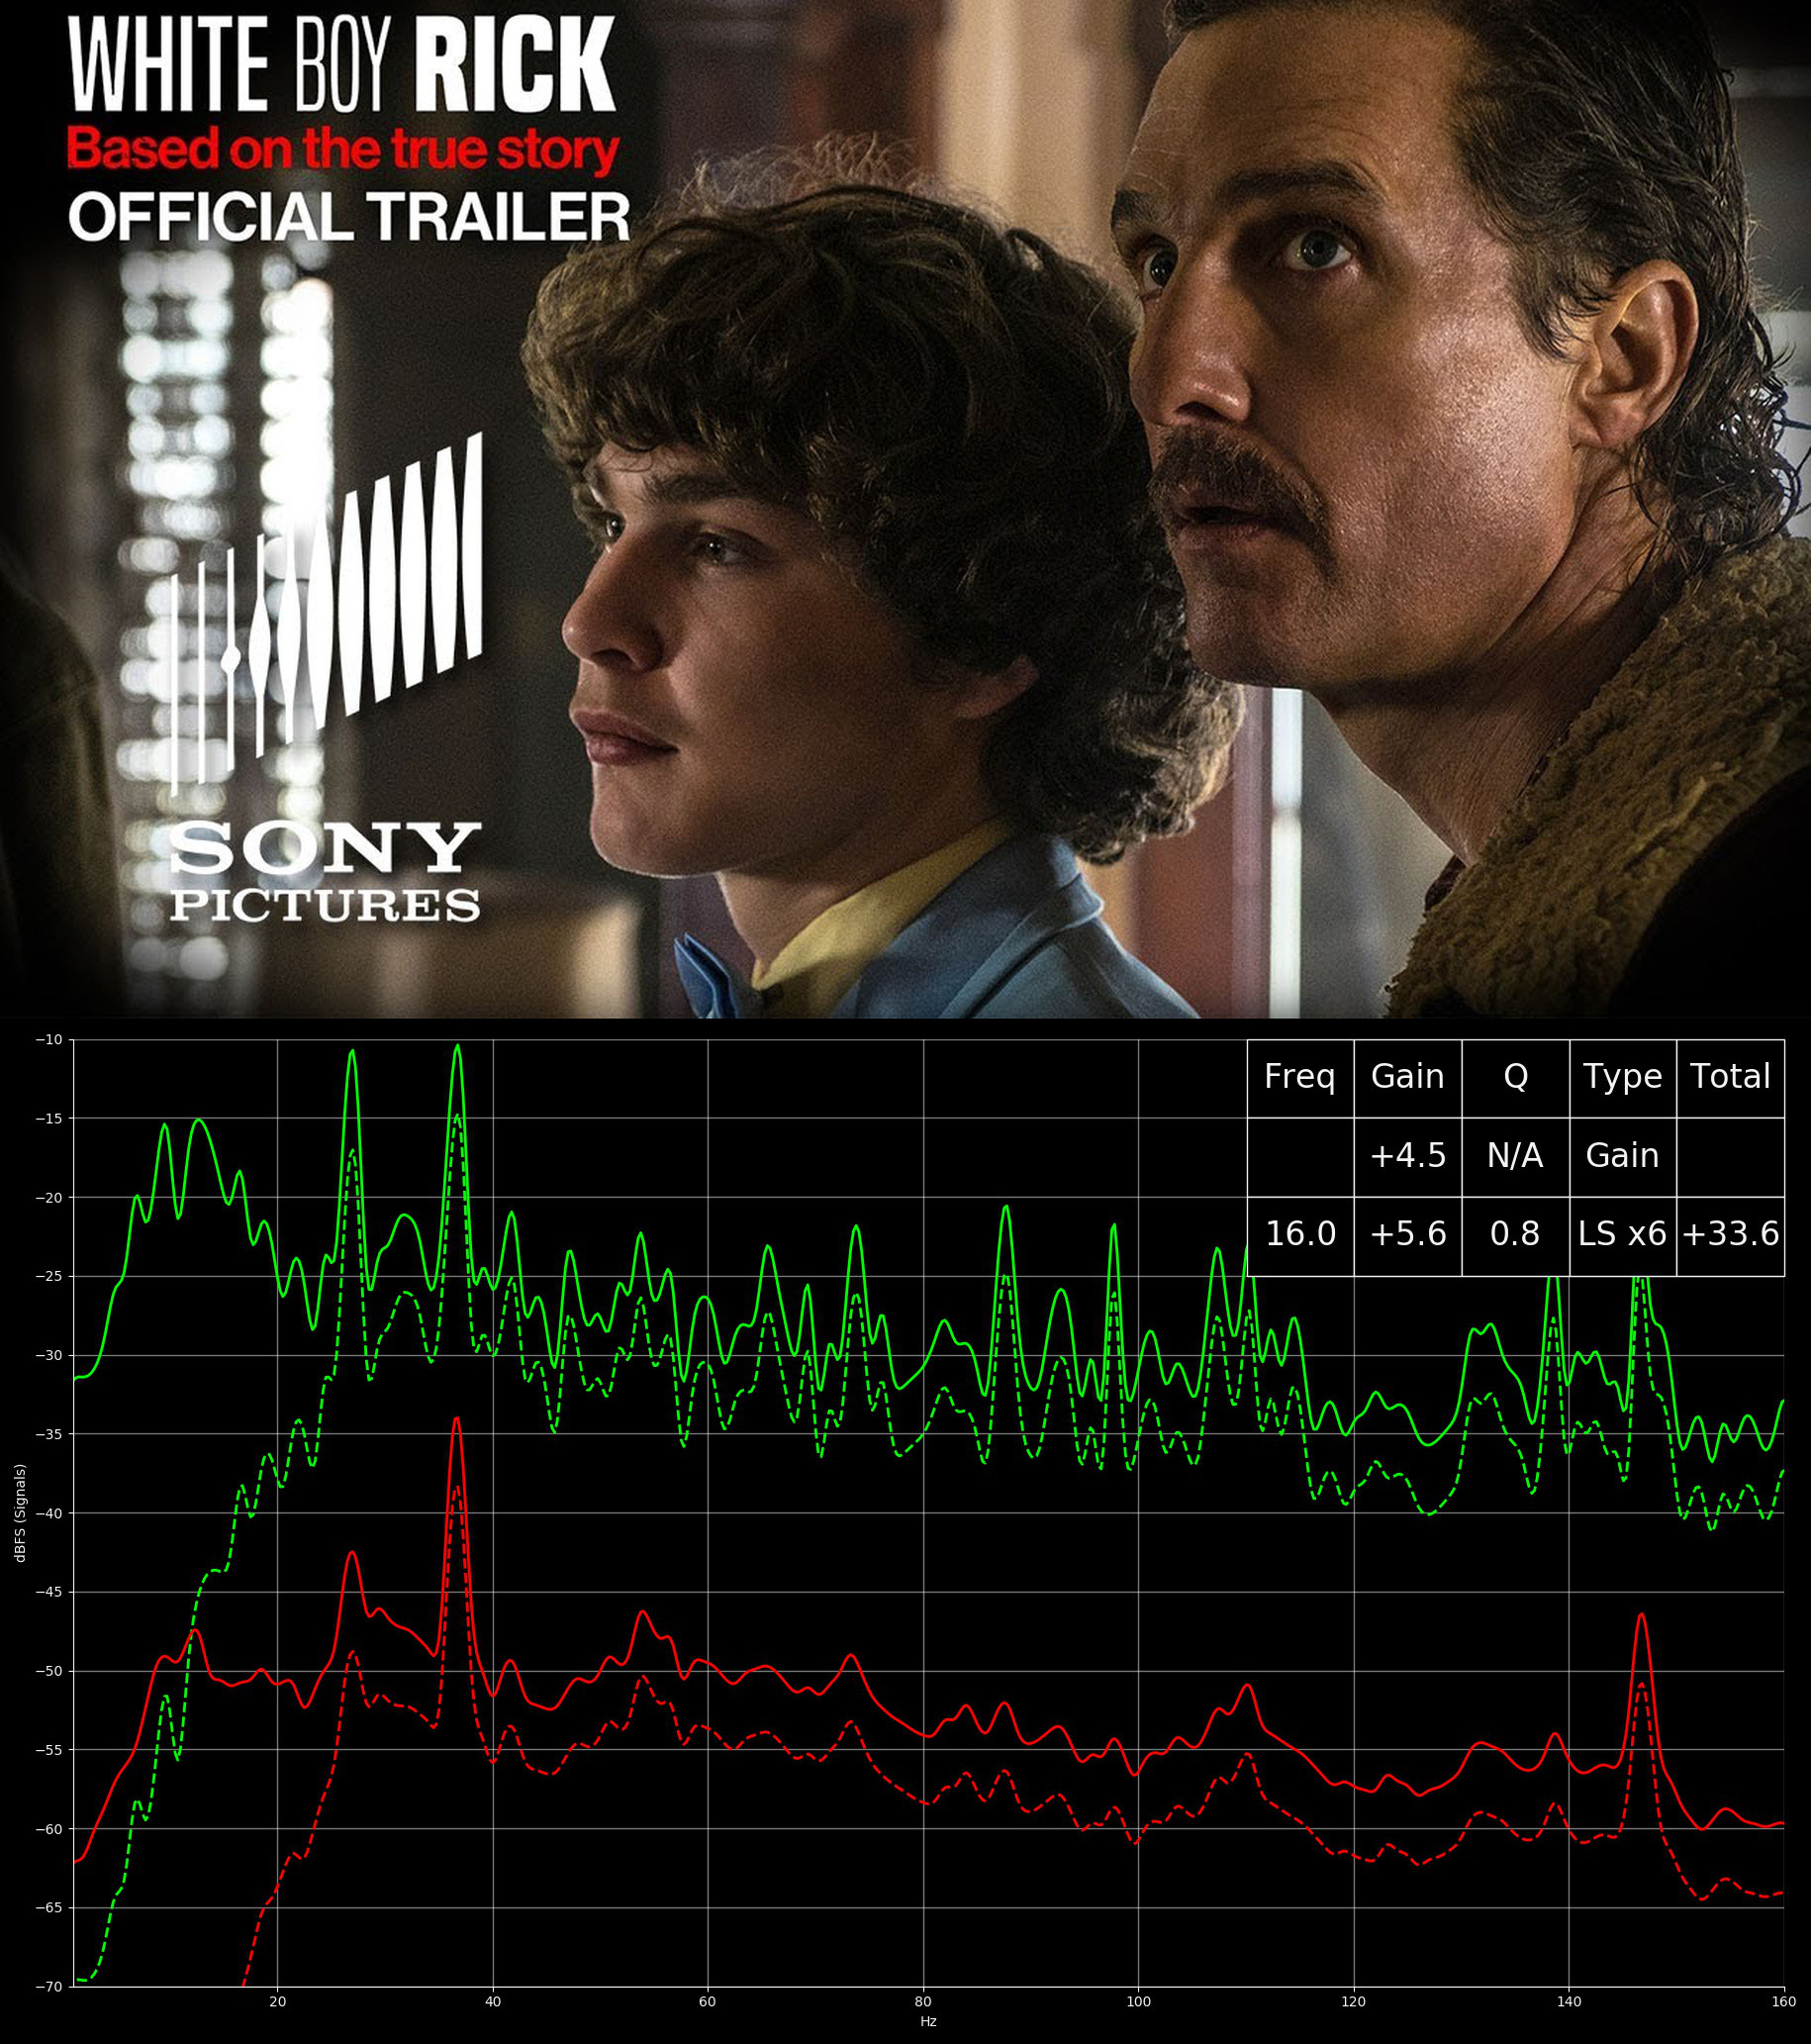 WHITE BOY RICK
Based on the true story
OFFICIAL TRAILER
SONY
PICTURES
Freq Gain Q Type Total
+4.5 N/A Gain
16.0 +5.6 0.8 LS x6 +33.6
−10
−15
−20
−25
−30
−35
−40
−45
−50
−55
−60
−65
−70
dBFS (Signals)
20 40 60 80 100 120 140 160
Hz